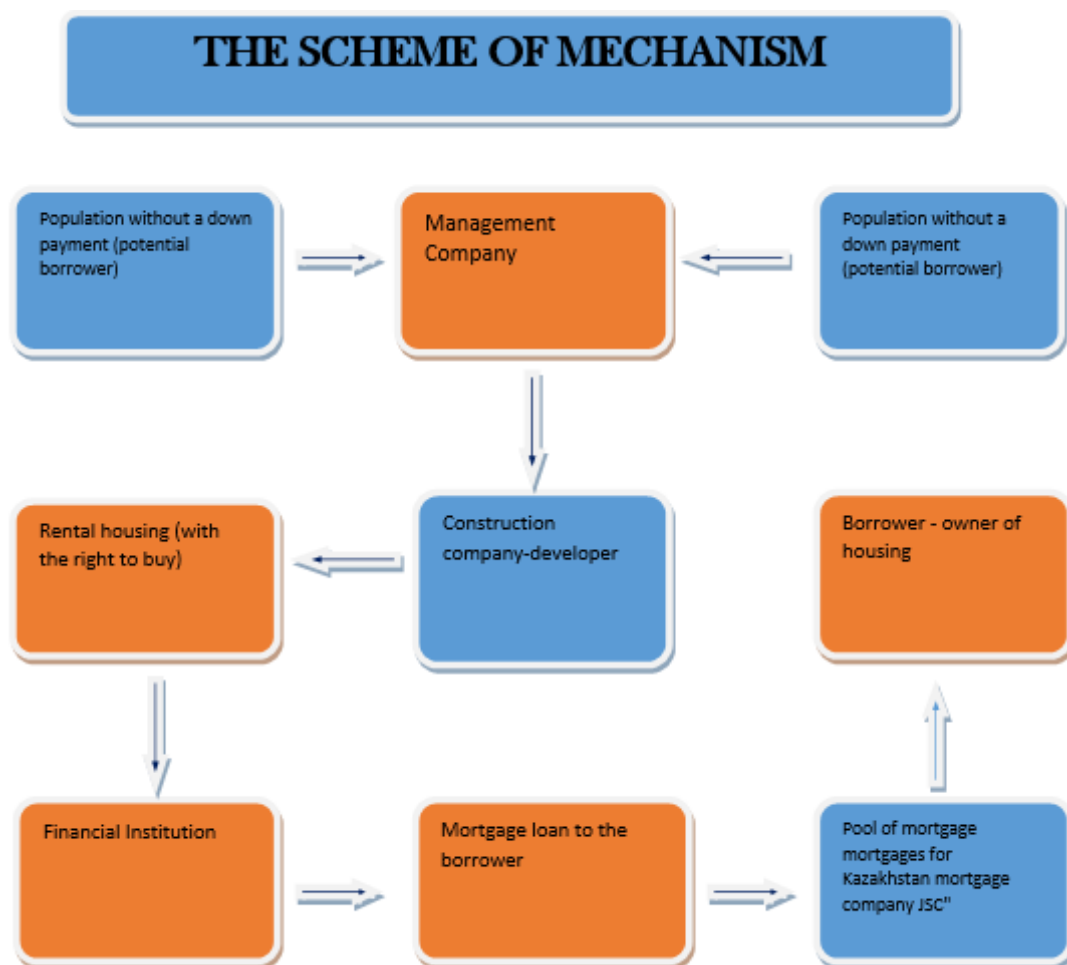 THE SCHEME OF MECHANISM
Population without a down
payment (potential
borrower)
Management
Company
Population without a
down payment
(potential borrower)
Rental housing (with
the right to buy)
Construction
company-developer
Borrower - owner of
housing
Financial Institution
Mortgage loan to the
borrower
Pool of mortgage
mortgages for
Kazakhstan mortgage
company JSC"